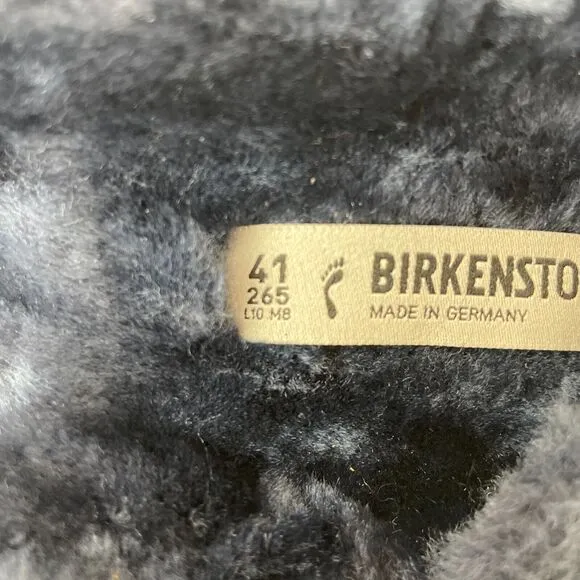 41
265
L10 M8
BIRKENSTO
MADE IN GERMANY